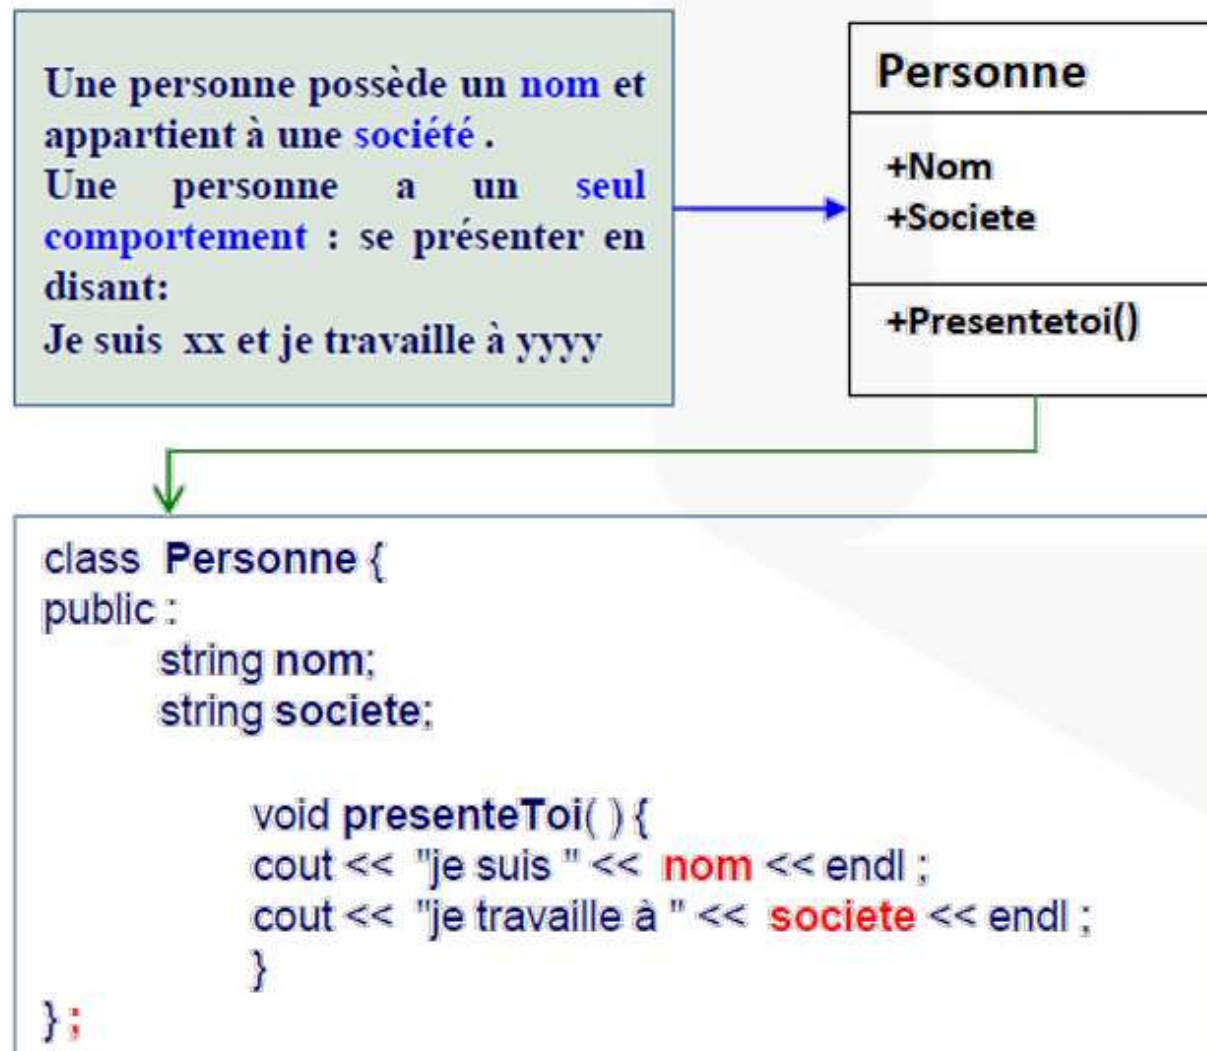 Une personne possède un nom et
appartient à une société .
Une personne a un seul
comportement : se présenter en
disant:
Je suis xx et je travaille à yyyy
Personne
+Nom
+Societe
+Presentetoi()
class Personne {
public :
string nom;
string societe;
void presenteToi( ) {
cout << "je suis " << nom << endl ;
cout << "je travaille à " << societe << endl ;
}
} ;